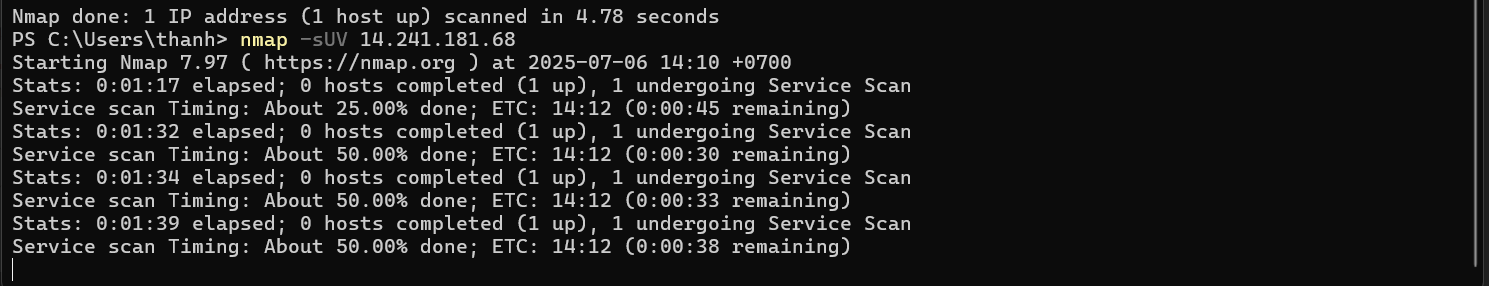 Nmap done: 1 IP address (1 host up) scanned in 4.78 seconds
PS C:\Users\thanh> nmap -sUV 14.241.181.68
Starting Nmap 7.97 ( https://nmap.org ) at 2025-07-06 14:10 +0700
Stats: 0:01:17 elapsed; 0 hosts completed (1 up), 1 undergoing Service Scan
Service scan Timing: About 25.00% done; ETC: 14:12 (0:00:45 remaining)
Stats: 0:01:32 elapsed; 0 hosts completed (1 up), 1 undergoing Service Scan
Service scan Timing: About 50.00% done; ETC: 14:12 (0:00:30 remaining)
Stats: 0:01:34 elapsed; 0 hosts completed (1 up), 1 undergoing Service Scan
Service scan Timing: About 50.00% done; ETC: 14:12 (0:00:33 remaining)
Stats: 0:01:39 elapsed; 0 hosts completed (1 up), 1 undergoing Service Scan
Service scan Timing: About 50.00% done; ETC: 14:12 (0:00:38 remaining)